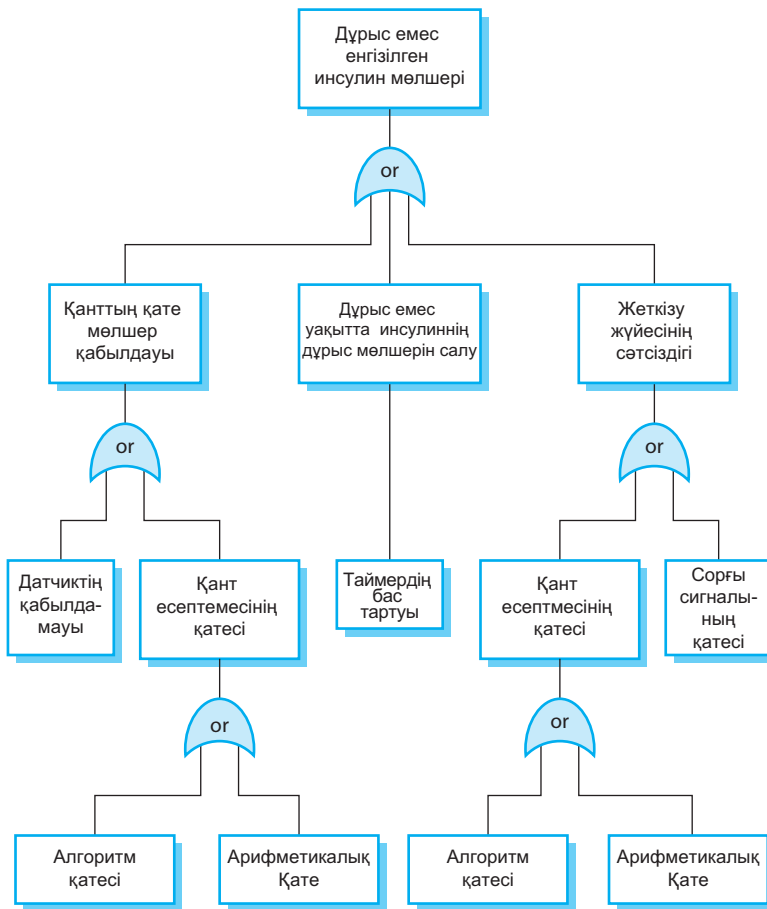 Дұрыс емес
енгізілген
инсулин мөлшері
or
Қанттың қате
мөлшер
қабылдауы
Дұрыс емес
уақытта инсулиннің
дұрыс мөлшерін салу
Жеткізу
жүйесінің
сәтсіздігі
or
or
Датчиктің
қабылда-
мауы
Қант
есептемесінің
қатесі
Таймердің
бас
тартуы
Қант
есептмесінің
қатесі
Сорғы
сигналы-
ның
қатесі
or
or
Алгоритм
қатесі
Арифметикалық
Қате
Алгоритм
қатесі
Арифметикалық
Қате